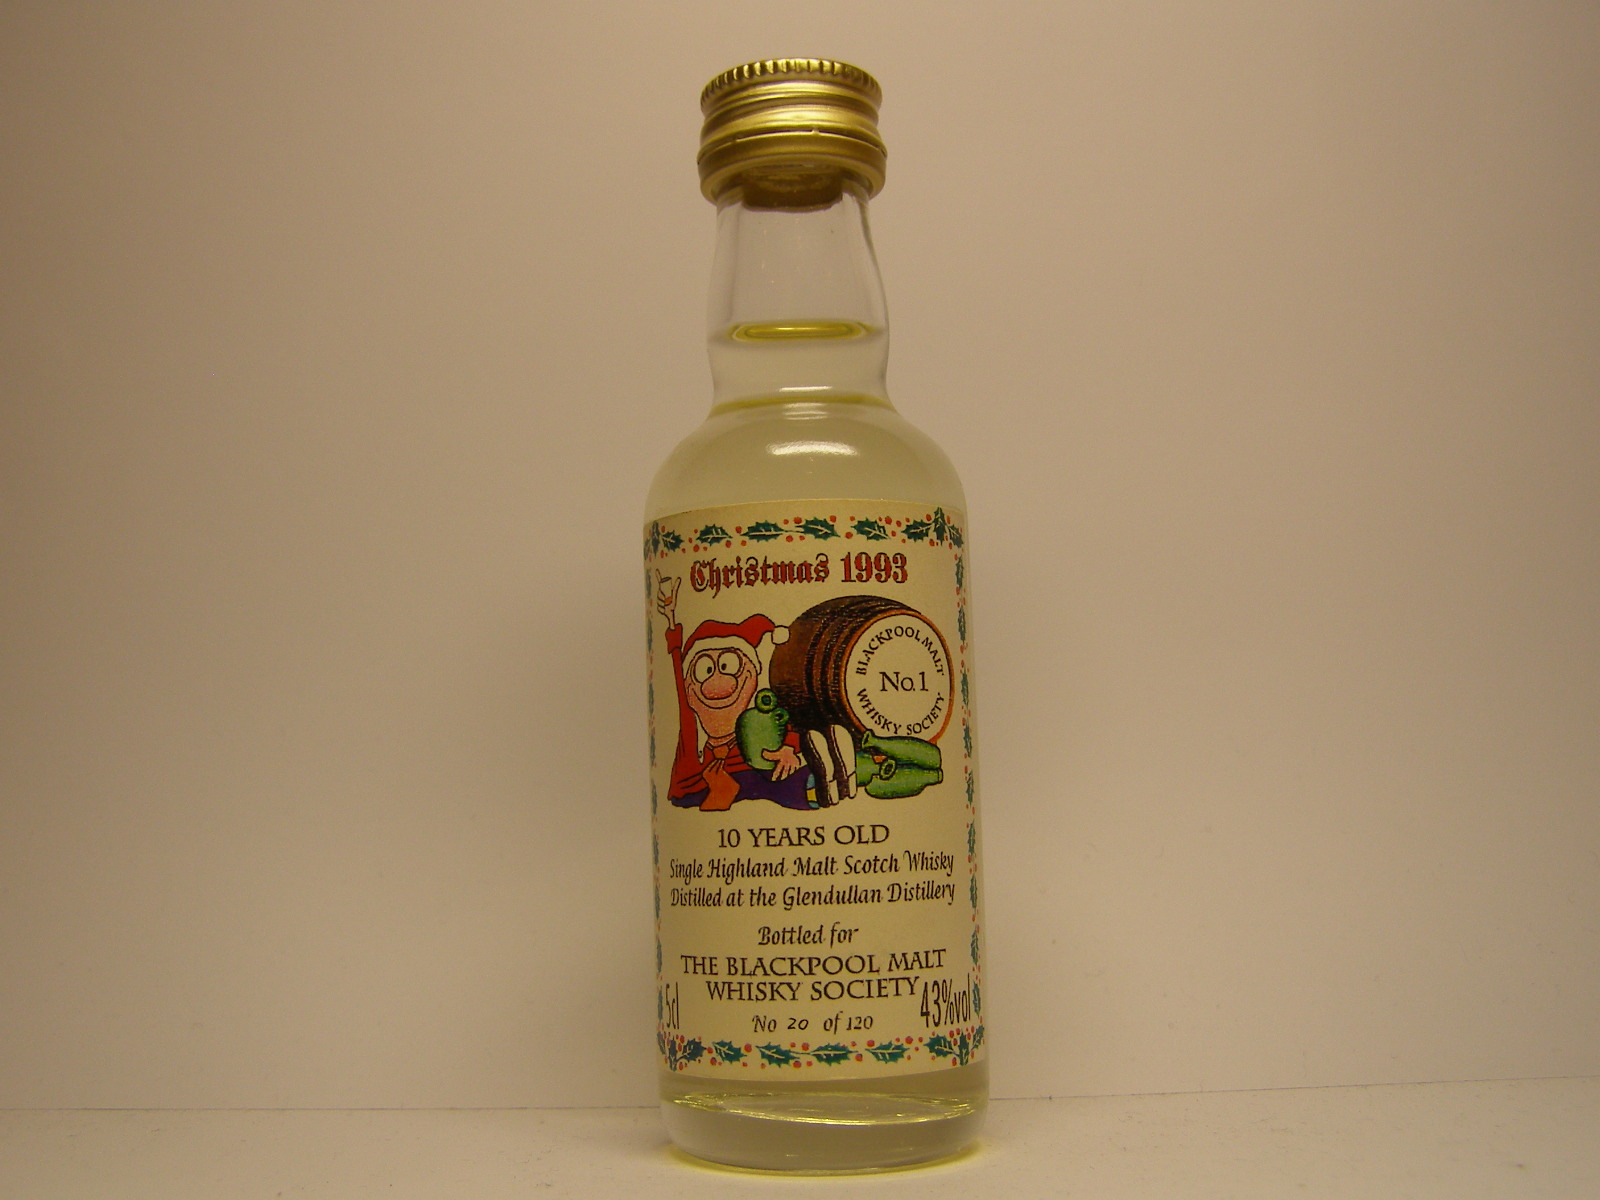 Christmas 1993
BLACKPOOL MALT
No.1
WHISKY SOCIETY
10 YEARS OLD
Single Highland Malt Scotch Whisky
Distilled at the Glendullan Distillery
Bottled for
THE BLACKPOOL MALT
WHISKY SOCIETY
5cl
43%vol
No 20 of 120